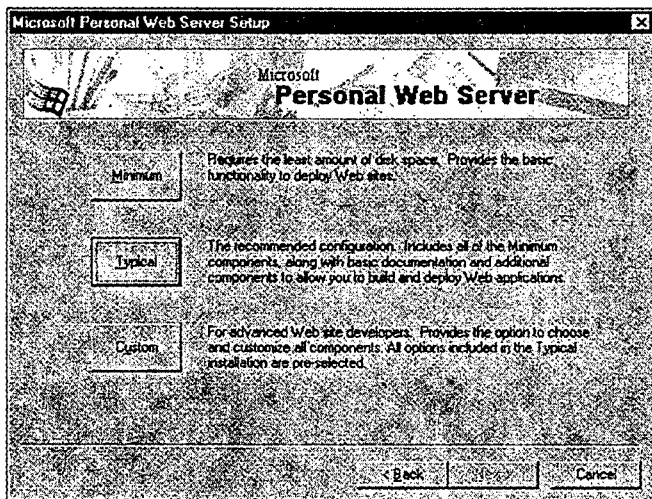 Microsoft Personal Web Server Setup
Microsoft
Personal Web Server
Minimum
Requires the least amount of disk space. Provides the basic
functionality to deploy Web sites.
Typical
The recommended configuration. Includes all of the Minimum
components, along with basic documentation and additional
components to allow you to build and deploy Web applications.
Custom
For advanced Web site developers. Provides the option to choose
and customize all components. All options included in the Typical
installation are pre-selected.
< Back
Cancel